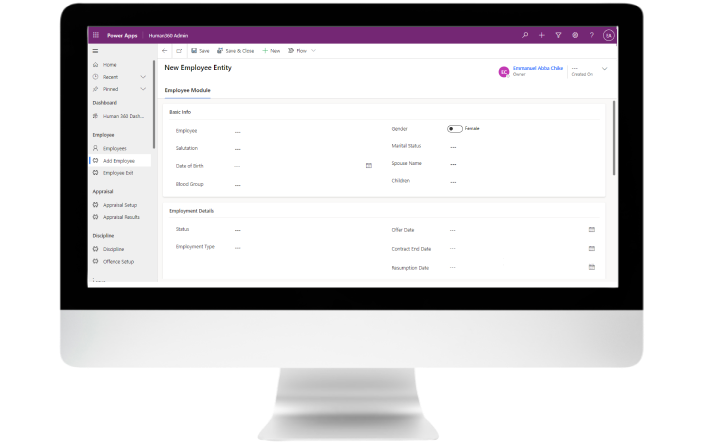 Power Apps | Human360 Admin
? EA
Save Save & Close New Flow
Home
Recent
Pinned
Dashboard
Human 360 Dash...
Employee
Employees
Add Employee
Employee Exit
Appraisal
Appraisal Setup
Appraisal Results
Discipline
Discipline
Offence Setup
New Employee Entity
Emmanuel Abba Chike
Owner
---
Created On
Employee Module
Basic Info
Employee ---
Salutation ---
Date of Birth ---
Blood Group ---
Gender Female
Marital Status ---
Spouse Name ---
Children ---
Employment Details
Status ---
Employment Type ---
Offer Date ---
Contract End Date ---
Resumption Date ---